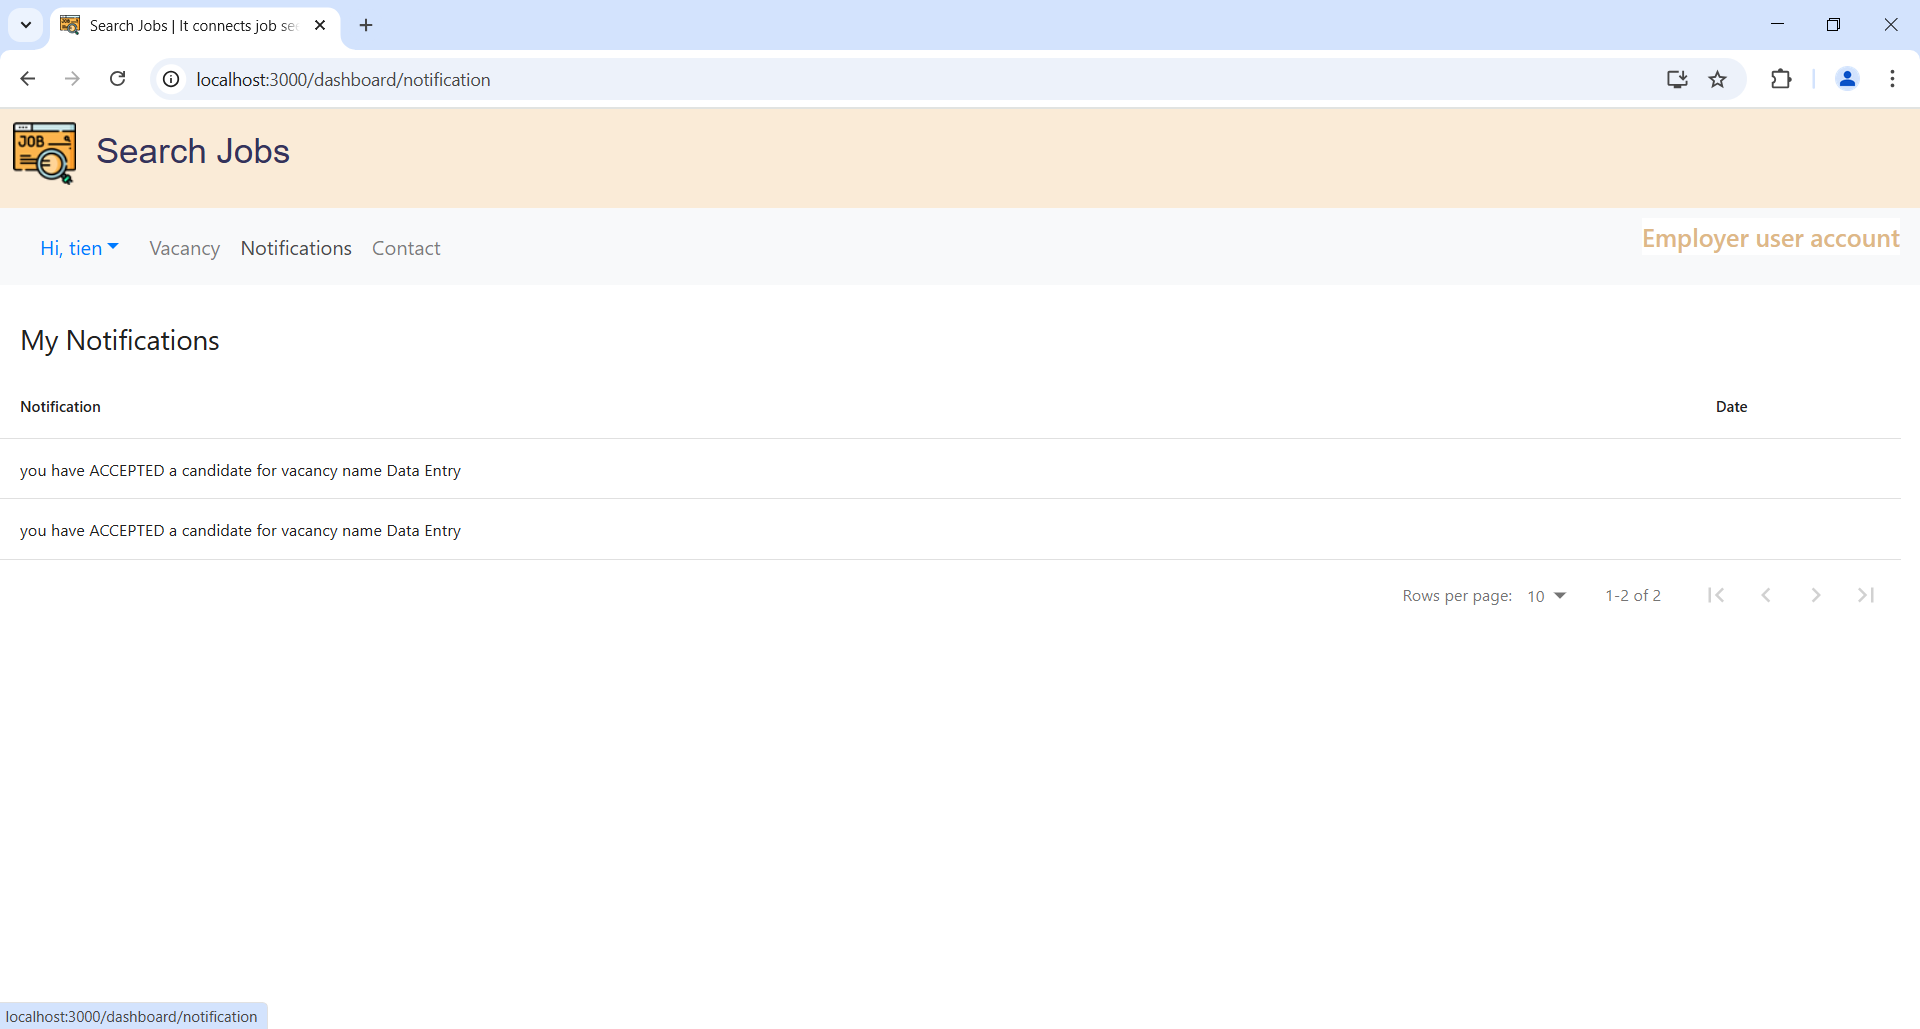 Search Jobs | It connects job se
localhost:3000/dashboard/notification
JOB
Search Jobs
Hi, tien
Vacancy
Notifications
Contact
Employer user account
My Notifications
Notification
Date
you have ACCEPTED a candidate for vacancy name Data Entry
you have ACCEPTED a candidate for vacancy name Data Entry
Rows per page: 10
1-2 of 2
localhost:3000/dashboard/notification